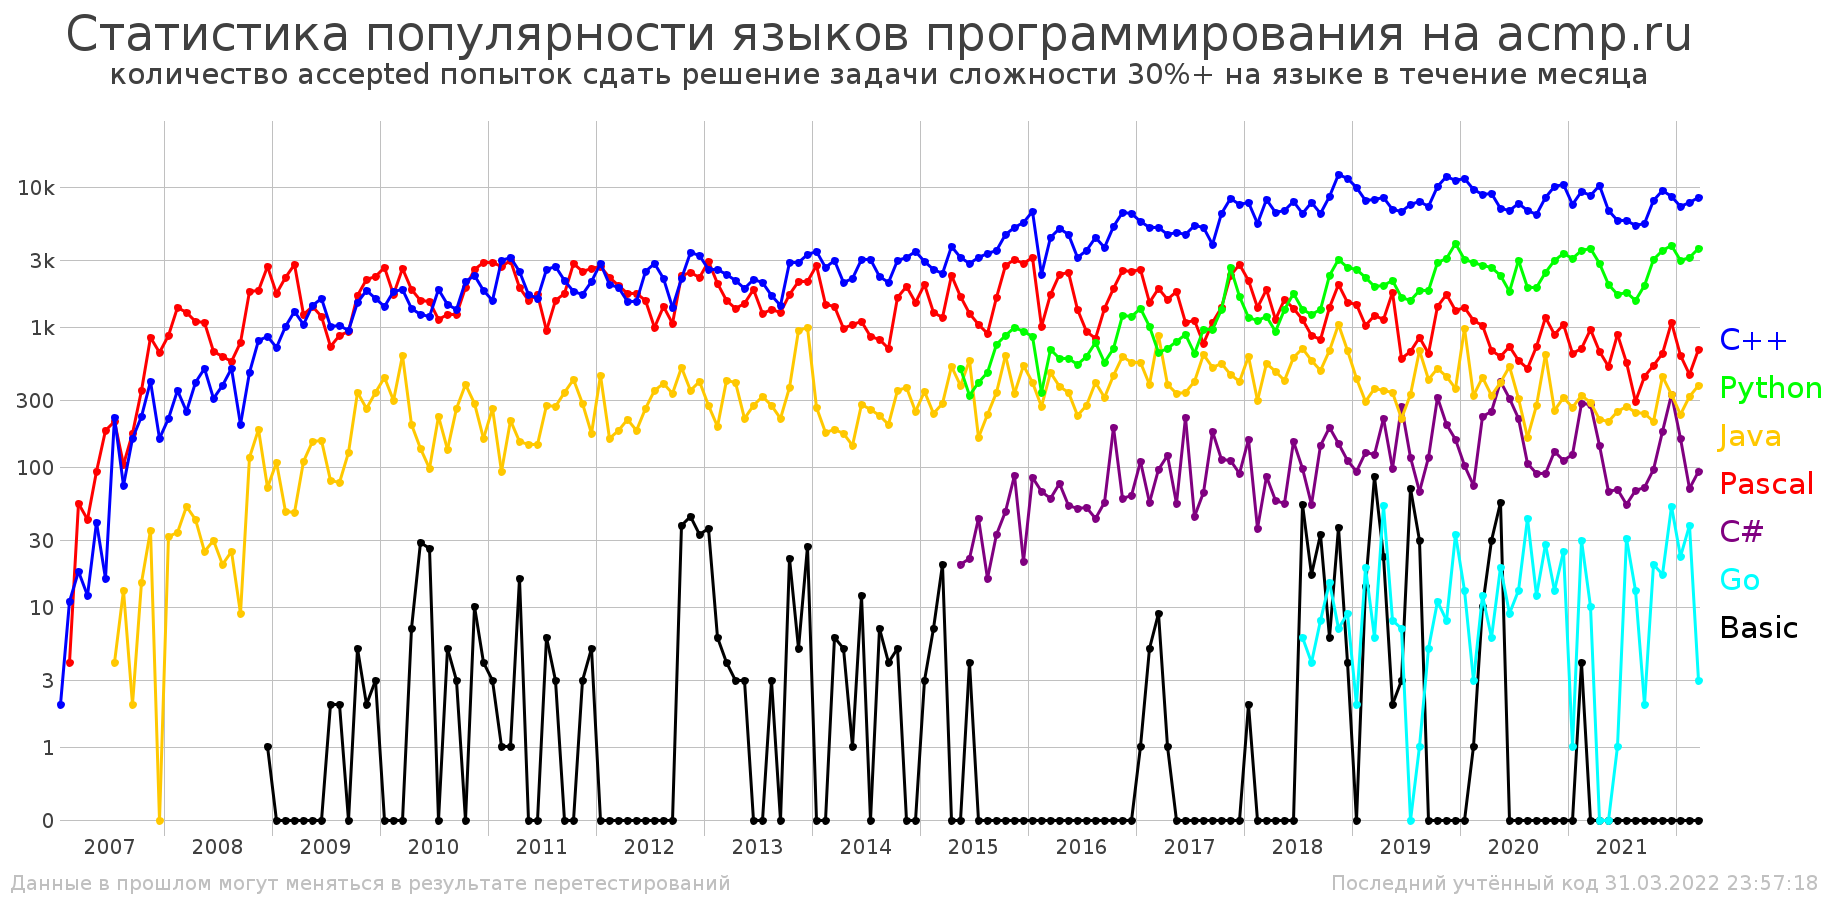 Статистика популярности языков программирования на acmp.ru
количество accepted попыток сдать решение задачи сложности 30%+ на языке в течение месяца
10k
3k
1k
300
100
30
10
3
1
0
C++
Python
Java
Pascal
C#
Go
Basic
2007 2008 2009 2010 2011 2012 2013 2014 2015 2016 2017 2018 2019 2020 2021
Данные в прошлом могут меняться в результате перетестирований
Последний учтённый код 31.03.2022 23:57:18